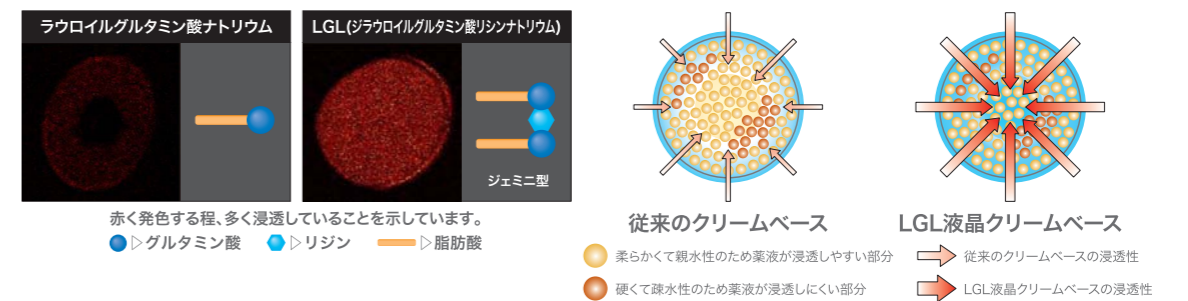 ラウロイルグルタミン酸ナトリウム
LGL(ジラウロイルグルタミン酸リシンナトリウム)
ジェミニ型
赤く発色する程、多く浸透していることを示しています。
▷グルタミン酸 ▷リジン ▷脂肪酸
従来のクリームベース
LGL液晶クリームベース
柔らかくて親水性のため薬液が浸透しやすい部分
硬くて疎水性のため薬液が浸透しにくい部分
従来のクリームベースの浸透性
LGL液晶クリームベースの浸透性